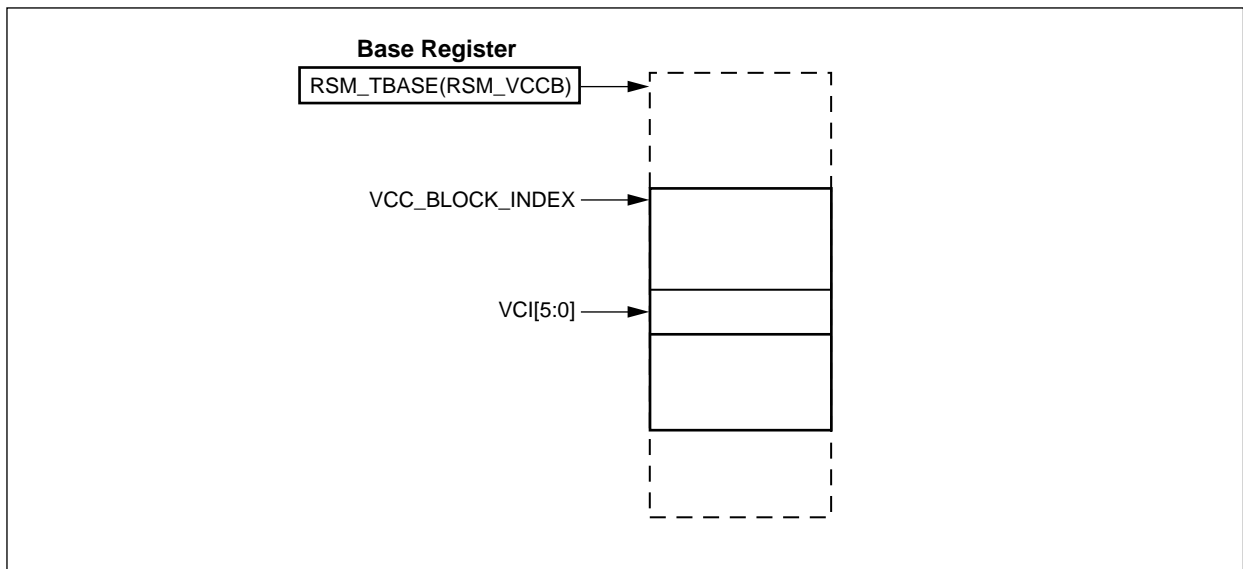 Base Register
RSM_TBASE(RSM_VCCB)
VCC_BLOCK_INDEX
VCI[5:0]